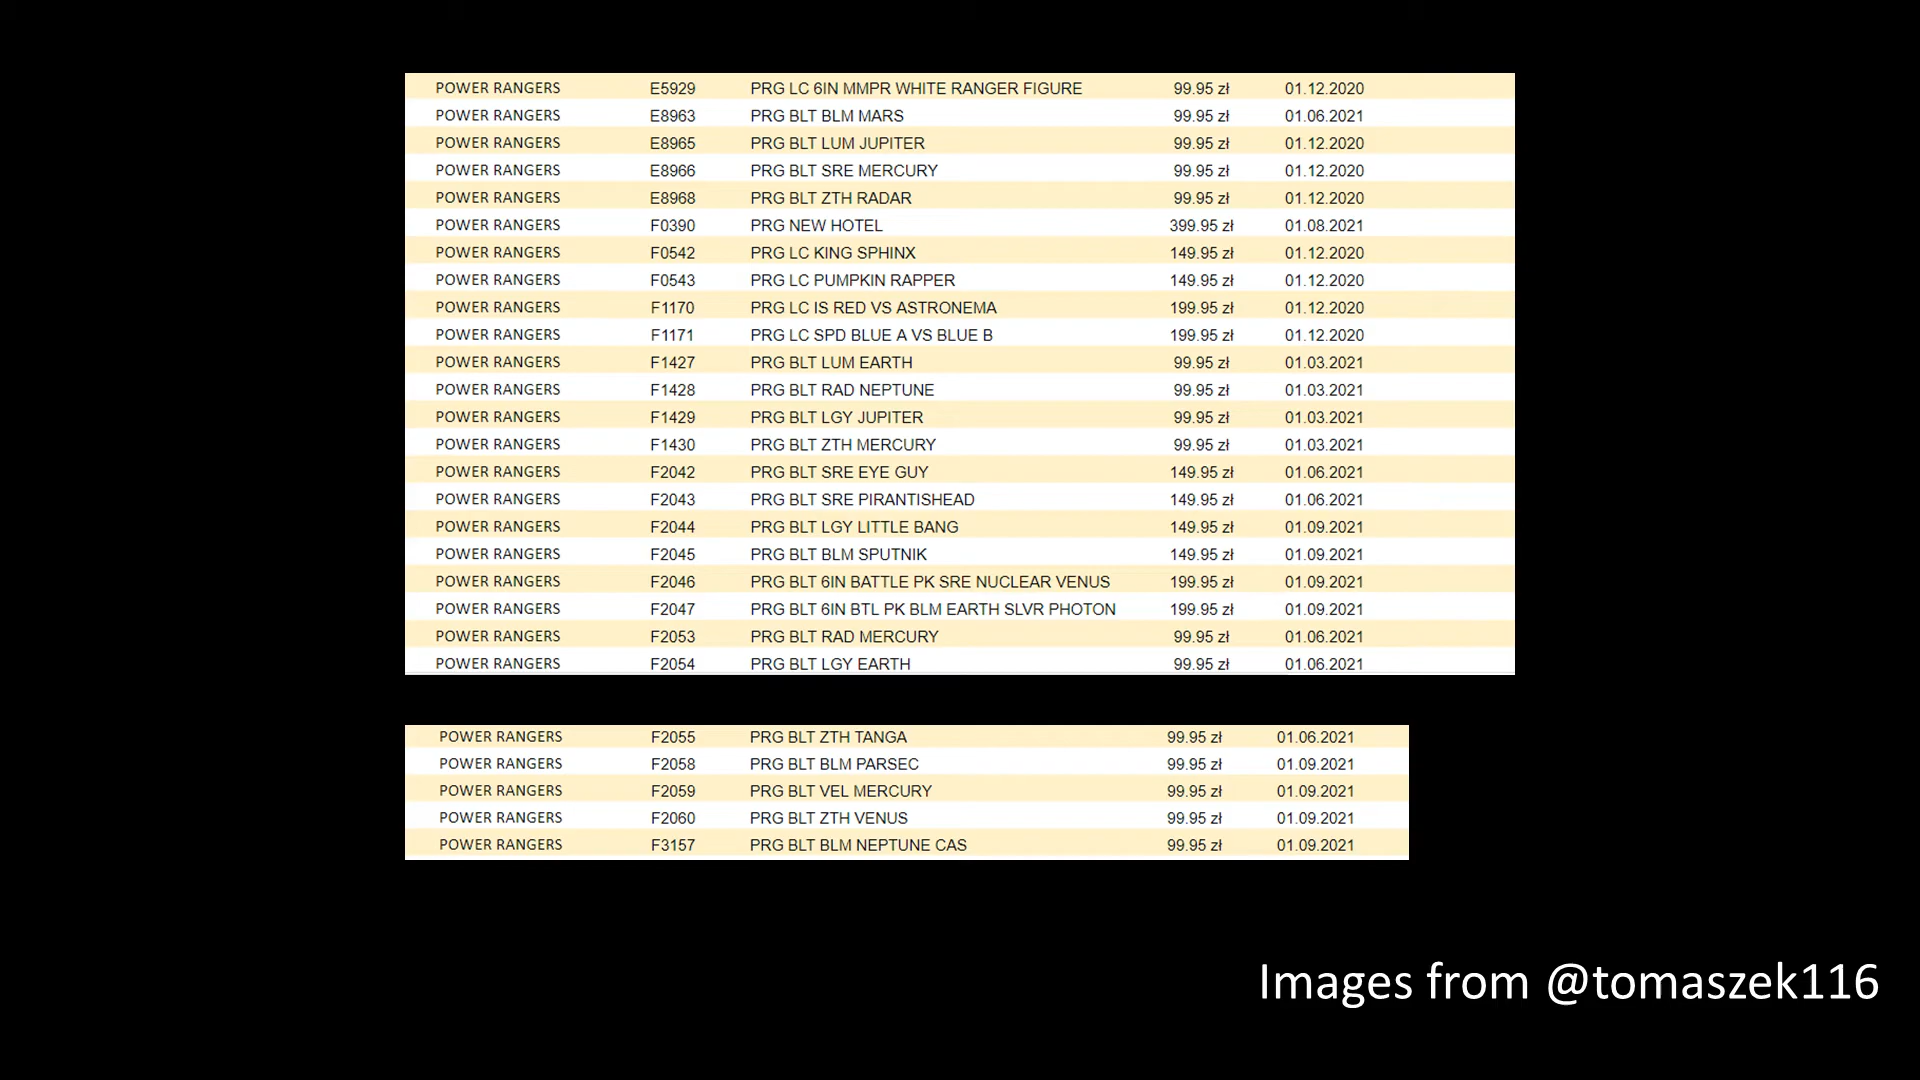 POWER RANGERS E5929 PRG LC 6IN MMPR WHITE RANGER FIGURE 99.95 zł 01.12.2020
POWER RANGERS E8963 PRG BLT BLM MARS 99.95 zł 01.06.2021
POWER RANGERS E8965 PRG BLT LUM JUPITER 99.95 zł 01.12.2020
POWER RANGERS E8966 PRG BLT SRE MERCURY 99.95 zł 01.12.2020
POWER RANGERS E8968 PRG BLT ZTH RADAR 99.95 zł 01.12.2020
POWER RANGERS F0390 PRG NEW HOTEL 399.95 zł 01.08.2021
POWER RANGERS F0542 PRG LC KING SPHINX 149.95 zł 01.12.2020
POWER RANGERS F0543 PRG LC PUMPKIN RAPPER 149.95 zł 01.12.2020
POWER RANGERS F1170 PRG LC IS RED VS ASTRONEMA 199.95 zł 01.12.2020
POWER RANGERS F1171 PRG LC SPD BLUE A VS BLUE B 199.95 zł 01.12.2020
POWER RANGERS F1427 PRG BLT LUM EARTH 99.95 zł 01.03.2021
POWER RANGERS F1428 PRG BLT RAD NEPTUNE 99.95 zł 01.03.2021
POWER RANGERS F1429 PRG BLT LGY JUPITER 99.95 zł 01.03.2021
POWER RANGERS F1430 PRG BLT ZTH MERCURY 99.95 zł 01.03.2021
POWER RANGERS F2042 PRG BLT SRE EYE GUY 149.95 zł 01.06.2021
POWER RANGERS F2043 PRG BLT SRE PIRANTISHEAD 149.95 zł 01.06.2021
POWER RANGERS F2044 PRG BLT LGY LITTLE BANG 149.95 zł 01.09.2021
POWER RANGERS F2045 PRG BLT BLM SPUTNIK 149.95 zł 01.09.2021
POWER RANGERS F2046 PRG BLT 6IN BATTLE PK SRE NUCLEAR VENUS 199.95 zł 01.09.2021
POWER RANGERS F2047 PRG BLT 6IN BTL PK BLM EARTH SLVR PHOTON 199.95 zł 01.09.2021
POWER RANGERS F2053 PRG BLT RAD MERCURY 99.95 zł 01.06.2021
POWER RANGERS F2054 PRG BLT LGY EARTH 99.95 zł 01.06.2021
POWER RANGERS F2055 PRG BLT ZTH TANGA 99.95 zł 01.06.2021
POWER RANGERS F2058 PRG BLT BLM PARSEC 99.95 zł 01.09.2021
POWER RANGERS F2059 PRG BLT VEL MERCURY 99.95 zł 01.09.2021
POWER RANGERS F2060 PRG BLT ZTH VENUS 99.95 zł 01.09.2021
POWER RANGERS F3157 PRG BLT BLM NEPTUNE CAS 99.95 zł 01.09.2021
Images from @tomaszek116